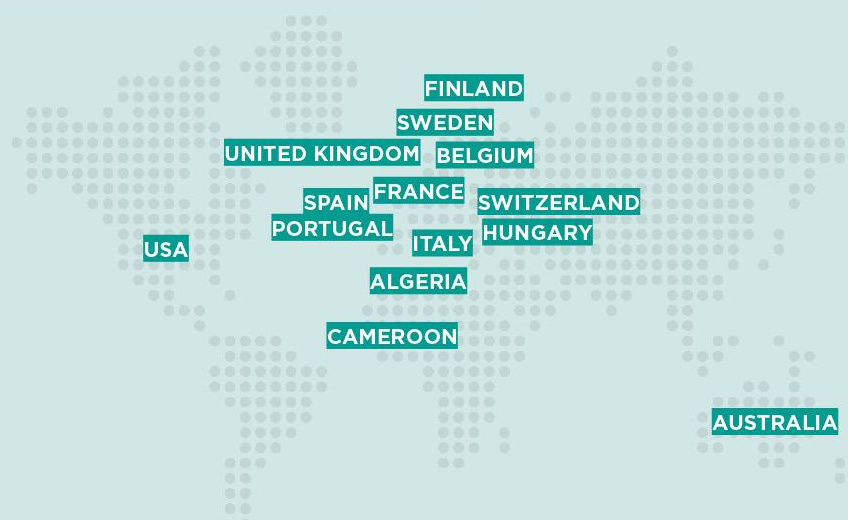 FINLAND
SWEDEN
UNITED KINGDOM
BELGIUM
FRANCE
SPAIN
SWITZERLAND
PORTUGAL
HUNGARY
ITALY
USA
ALGERIA
CAMEROON
AUSTRALIA